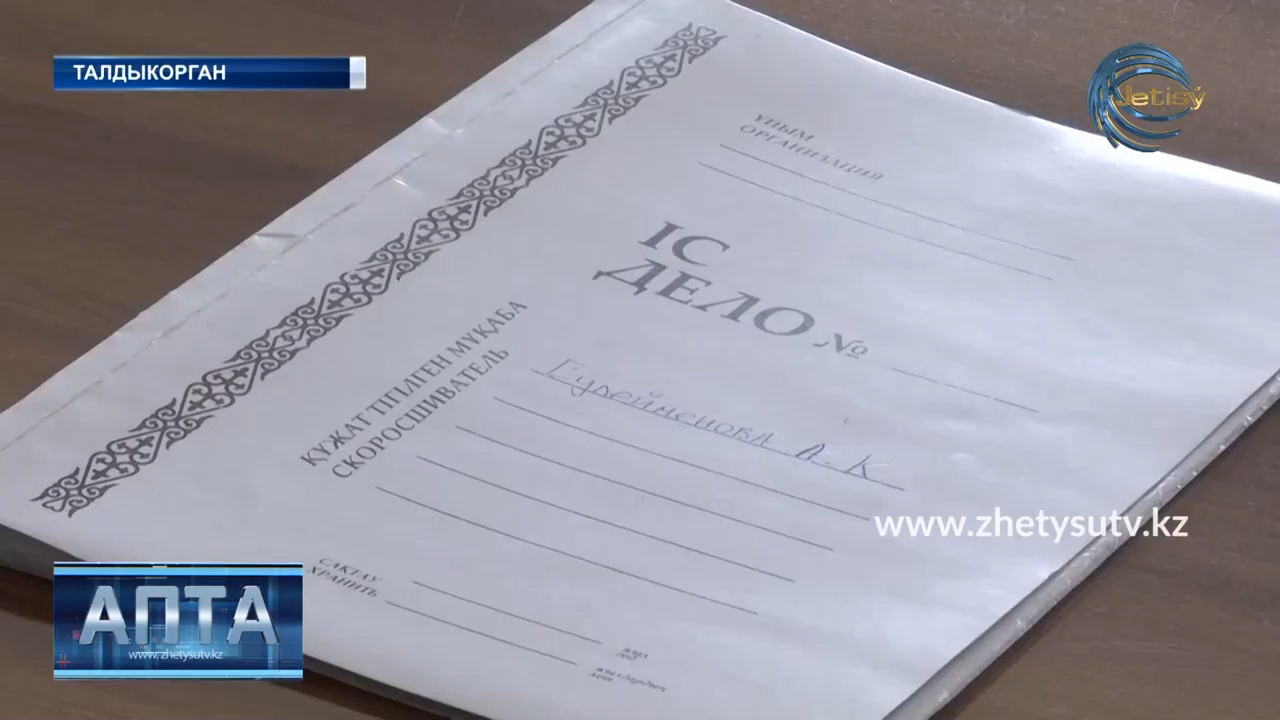 ТАЛДЫКОРГАН
Jetisý
ҰЙЫМ
ОРГАНИЗАЦИЯ
ІС
ДЕЛО №
Сулейменова А. К.
ҚҰЖАТ ТІГІЛГЕН МҰҚАБА
СКОРОСШИВАТЕЛЬ
www.zhetysutv.kz
САҚТАУ
ХРАНИТЬ
АПТА
www.zhetysutv.kz